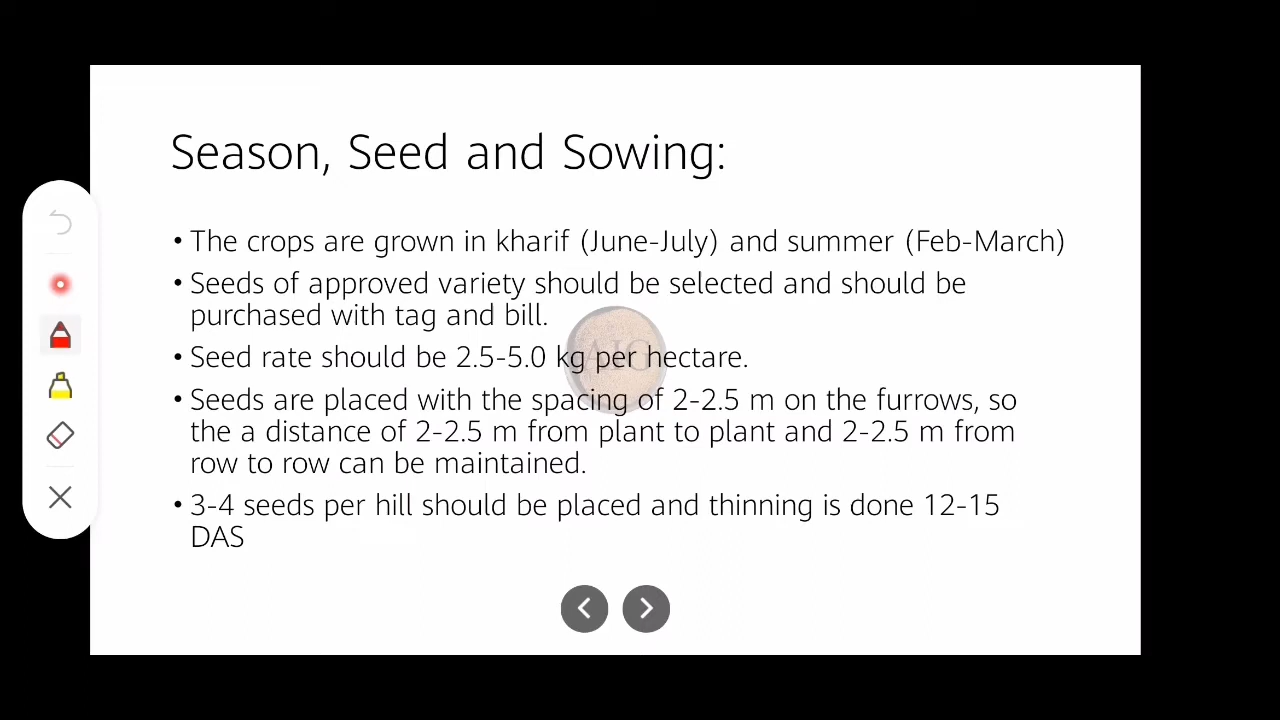 Season, Seed and Sowing:
• The crops are grown in kharif (June-July) and summer (Feb-March)
• Seeds of approved variety should be selected and should be
purchased with tag and bill.
• Seed rate should be 2.5-5.0 kg per hectare.
• Seeds are placed with the spacing of 2-2.5 m on the furrows, so
the a distance of 2-2.5 m from plant to plant and 2-2.5 m from
row to row can be maintained.
• 3-4 seeds per hill should be placed and thinning is done 12-15
DAS